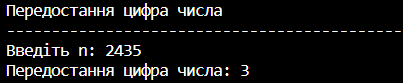 Передостання цифра числа
--------------------------------------------
Введіть n: 2435
Передостання цифра числа: 3